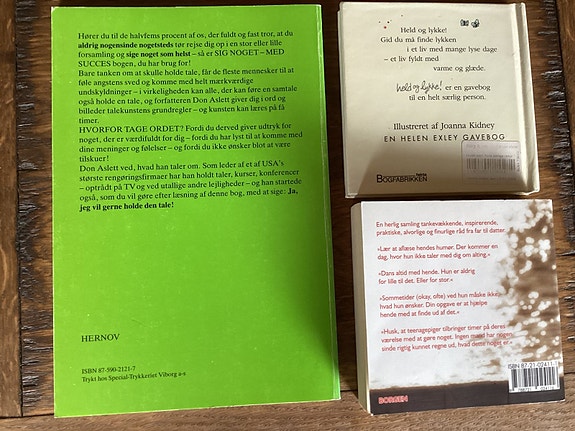 Hører du til de halvfems procent af os, der fuldt og fast tror, at du
aldrig nogensinde nogetsteds tør rejse dig op i en stor eller lille
forsamling og sige noget som helst – så er SIG NOGET – MED
SUCCES bogen, du har brug for!
Bare tanken om at skulle holde tale, får de fleste mennesker til at
føle angstens sved og komme med helt mærkværdige
undskyldninger – i virkeligheden kan alle, der kan føre en samtale
også holde en tale, og forfatteren Don Aslett giver dig i ord og
billeder talekunstens grundregler – og kunsten kan læres på få
timer.
HVORFOR TAGE ORDET? Fordi du derved giver udtryk for
noget, der er værdifuldt for dig – fordi du har lyst til at komme med
dine meninger og følelser – og fordi du ikke ønsker blot at være
tilskuer!
Don Aslett ved, hvad han taler om. Som leder af et af USA's
største rengøringsfirmaer har han holdt taler, kurser, konferencer
– optrådt på TV og ved utallige andre lejligheder – og han startede
også, som du vil gøre efter læsning af denne bog, med at sige: Ja,
jeg vil gerne holde den tale!
HERNOV
ISBN 87-590-2121-7
Trykt hos Special-Trykkeriet Viborg a-s
Held og lykke!
Gid du må finde lykken
i et liv med mange lyse dage
– et liv fyldt med
varme og glæde.
held og lykke! er en gavebog
til en helt særlig person.
Illustreret af Joanna Kidney
EN HELEN EXLEY GAVEBOG
BOGFABRIKKEN
En herlig samling tankevækkende, inspirerende,
praktiske, alvorlige og finurlige råd fra far til datter.
»Lær at aflæse hendes humør. Der kommer en
dag, hvor hun ikke taler med dig om alting.«
»Dans altid med hende. Hun er aldrig
for lille til det. Eller for stor.«
»Sommetider (okay, ofte) ved hun måske ikke,
hvad hun ønsker. Din opgave er at hjælpe
hende med at finde ud af det.«
»Husk, at teenagepiger tilbringer timer på deres
værelse med at gøre noget. Ingen mand har nogen
sinde rigtig kunnet regne ud, hvad dette noget er.«
BORGEN
ISBN 87-21-02411